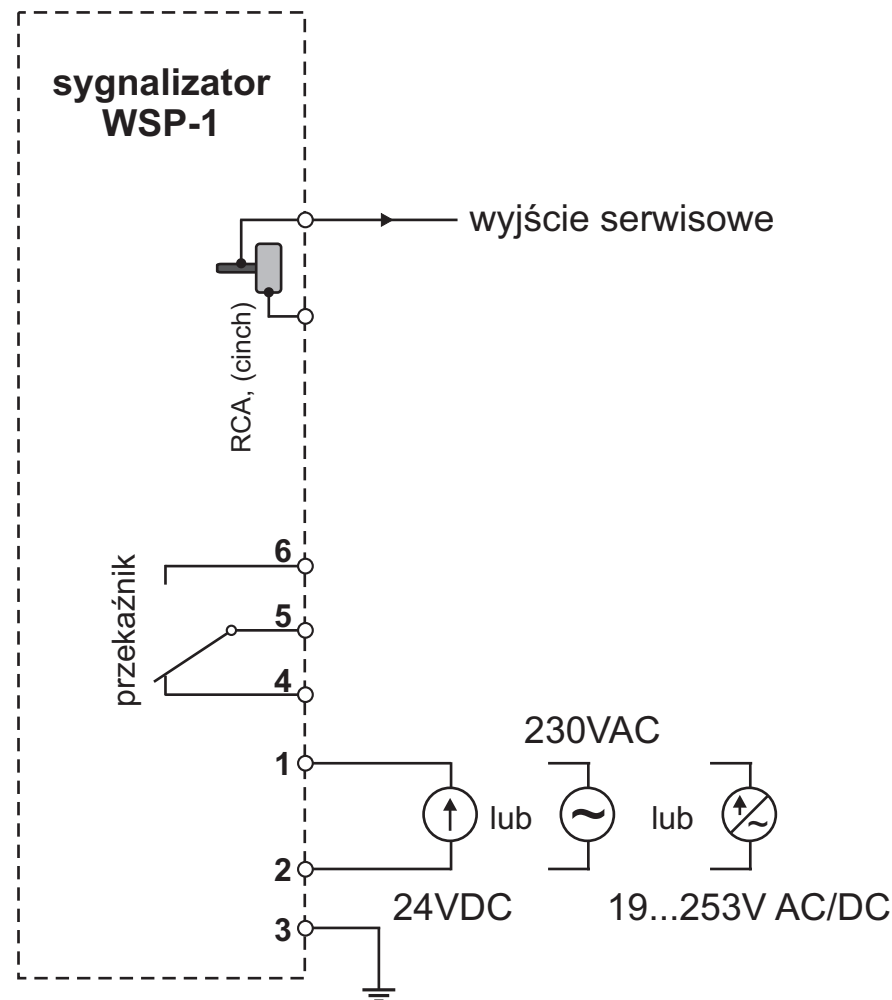 sygnalizator
WSP-1
wyjście serwisowe
RCA, (cinch)
przekaźnik
6
5
4
1
2
3
230VAC
lub
lub
24VDC
19...253V AC/DC